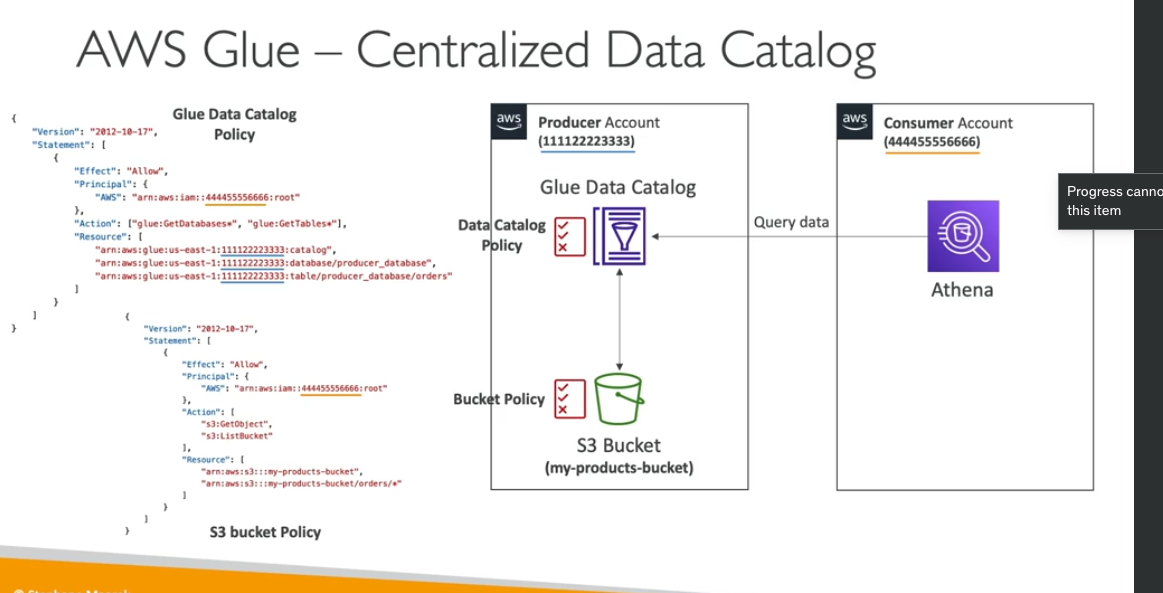 AWS Glue – Centralized Data Catalog
Glue Data Catalog
Policy
{
"Version": "2012-10-17",
"Statement": [
{
"Effect": "Allow",
"Principal": {
"AWS": "arn:aws:iam::444455556666:root"
},
"Action": ["glue:GetDatabases*", "glue:GetTables*"],
"Resource": [
"arn:aws:glue:us-east-1:111122223333:catalog",
"arn:aws:glue:us-east-1:111122223333:database/producer_database",
"arn:aws:glue:us-east-1:111122223333:table/producer_database/orders"
]
}
]
}
{
"Version": "2012-10-17",
"Statement": [
{
"Effect": "Allow",
"Principal": {
"AWS": "arn:aws:iam::444455556666:root"
},
"Action": [
"s3:GetObject",
"s3:ListBucket"
],
"Resource": [
"arn:aws:s3:::my-products-bucket",
"arn:aws:s3:::my-products-bucket/orders/*"
]
}
]
}
S3 bucket Policy
aws
Producer Account
(111122223333)
Glue Data Catalog
Data Catalog
Policy
Bucket Policy
S3 Bucket
(my-products-bucket)
Query data
aws
Consumer Account
(444455556666)
Athena
Progress canno
this item